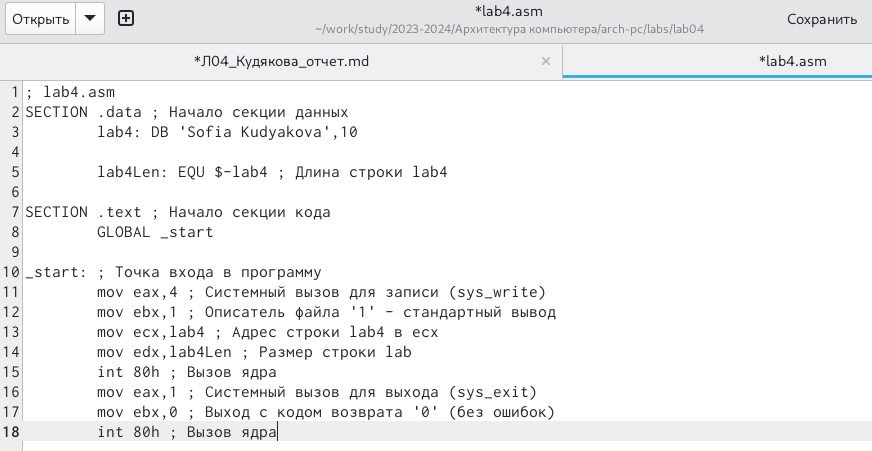 Открыть
*lab4.asm
~/work/study/2023-2024/Архитектура компьютера/arch-pc/labs/lab04
Сохранить
*Л04_Кудякова_отчет.md
×
*lab4.asm
1 ; lab4.asm
2 SECTION .data ; Начало секции данных
3 lab4: DB 'Sofia Kudyakova',10
4
5 lab4Len: EQU $-lab4 ; Длина строки lab4
6
7 SECTION .text ; Начало секции кода
8 GLOBAL _start
9
10 _start: ; Точка входа в программу
11 mov eax,4 ; Системный вызов для записи (sys_write)
12 mov ebx,1 ; Описатель файла '1' - стандартный вывод
13 mov ecx,lab4 ; Адрес строки lab4 в ecx
14 mov edx,lab4Len ; Размер строки lab
15 int 80h ; Вызов ядра
16 mov eax,1 ; Системный вызов для выхода (sys_exit)
17 mov ebx,0 ; Выход с кодом возврата '0' (без ошибок)
18 int 80h ; Вызов ядра